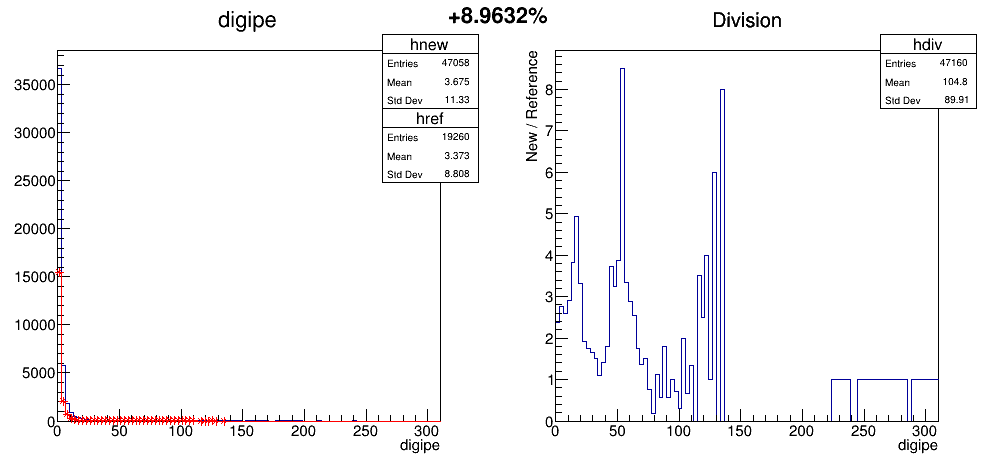 digipe
+8.9632%
Division
hnew
Entries 47058
Mean 3.675
Std Dev 11.33
href
Entries 19260
Mean 3.373
Std Dev 8.808
35000
30000
25000
20000
15000
10000
5000
0
0 50 100 150 200 250 300
digipe
hdiv
Entries 47160
Mean 104.8
Std Dev 89.91
New / Reference
8
7
6
5
4
3
2
1
0
0 50 100 150 200 250 300
digipe